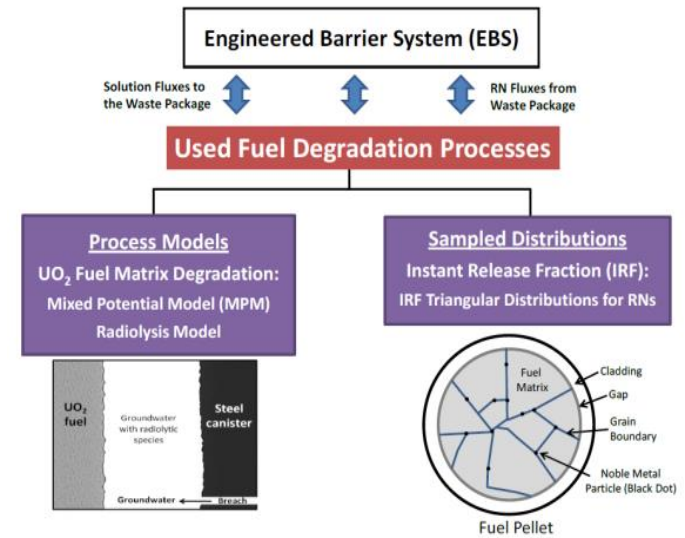 Engineered Barrier System (EBS)
Solution Fluxes to
the Waste Package
RN Fluxes from
Waste Package
Used Fuel Degradation Processes
Process Models
UO₂ Fuel Matrix Degradation:
Mixed Potential Model (MPM)
Radiolysis Model
Sampled Distributions
Instant Release Fraction (IRF):
IRF Triangular Distributions for RNs
UO₂
fuel
Groundwater
with radiolytic
species
Steel
canister
Groundwater
Breach
Fuel
Matrix
Cladding
Gap
Grain
Boundary
Noble Metal
Particle (Black Dot)
Fuel Pellet